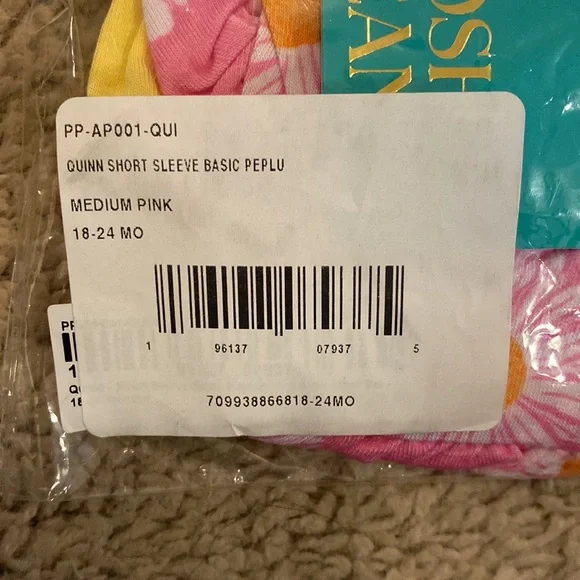 PP-AP001-QUI
QUINN SHORT SLEEVE BASIC PEPLU
MEDIUM PINK
18-24 MO
1 96137 07937 5
709938866818-24MO